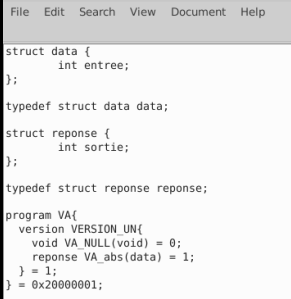 File Edit Search View Document Help
struct data {
        int entree;
};
typedef struct data data;
struct reponse {
        int sortie;
};
typedef struct reponse reponse;
program VA{
  version VERSION_UN{
    void VA_NULL(void) = 0;
    reponse VA_abs(data) = 1;
  } = 1;
} = 0x20000001;